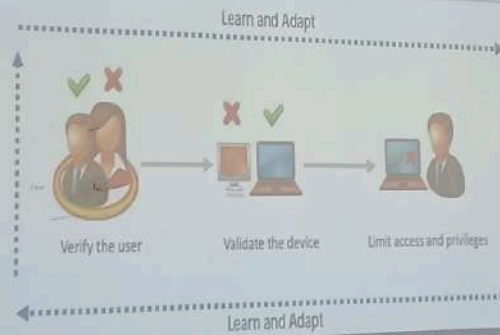 Learn and Adapt
Verify the user
Validate the device
Limit access and privileges
Learn and Adapt